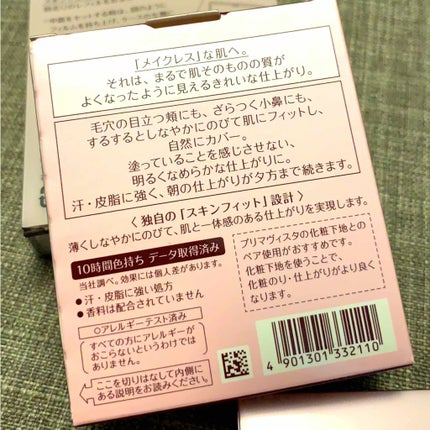 「メイクレス」な肌へ。
それは、まるで肌そのものの質が
よくなったように見えるきれいな仕上がり。
毛穴の目立つ頬にも、ざらつく小鼻にも、
するするとしなやかにのびて肌にフィットし、
自然にカバー。
塗っていることを感じさせない、
明るくなめらかな仕上がりに。
汗・皮脂に強く、朝の仕上がりが夕方まで続きます。
〈 独自の「スキンフィット」設計 〉
薄くしなやかにのびて、肌と一体感のある仕上がりを実現します。
10時間色持ち データ取得済み
当社調べ。効果には個人差があります。
● 汗・皮脂に強い処方
● 香料は配合されていません
○アレルギーテスト済み
すべての方にアレルギーが
おこらないというわけでは
ありません。
ここを切りはなして内側に
ある説明をお読みください。
プリマヴィスタの化粧下地との
ペア使用がおすすめです。
化粧下地を使うことで、
化粧のり・仕上がりがより良く
なります。
4 901301 332110